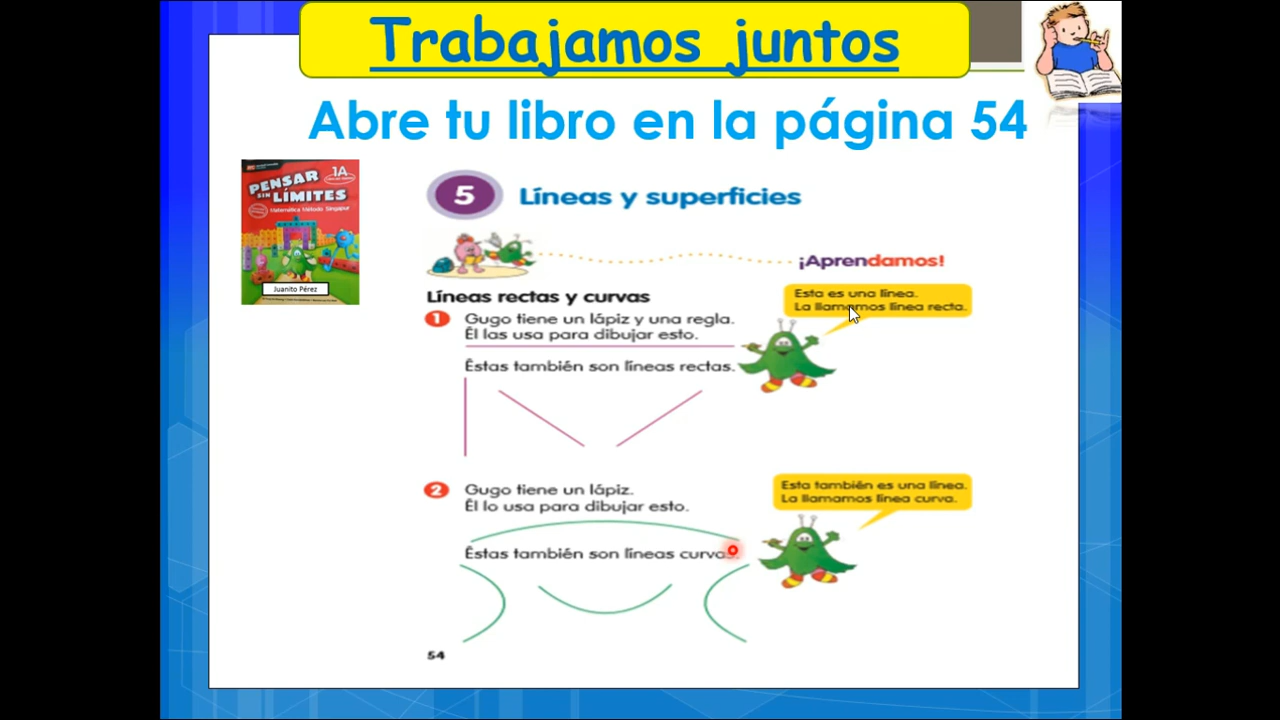 Trabajamos juntos
Abre tu libro en la página 54
1A
PENSAR
SIN LÍMITES
Matemática Método Singapur
Juanito Pérez
5 Líneas y superficies
¡Aprendamos!
Líneas rectas y curvas
Esta es una línea.
La llamamos línea recta.
1 Gugo tiene un lápiz y una regla.
Él las usa para dibujar esto.
Éstas también son líneas rectas.
2 Gugo tiene un lápiz.
Él lo usa para dibujar esto.
Esta también es una línea.
La llamamos línea curva.
Éstas también son líneas curvas.
54